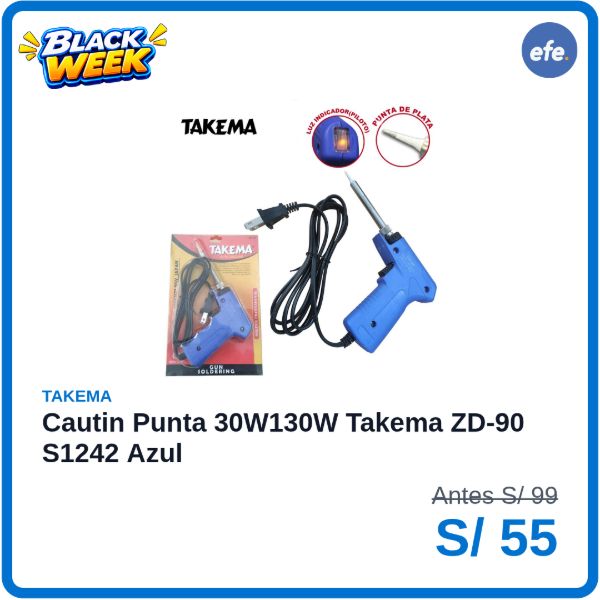 BLACK
WEEK
efe.
TAKEMA
LUZ INDICADOR(PILOTO)
PUNTA DE PLATA
TAKEMA
GUN
SOLDERING
TAKEMA
Cautin Punta 30W130W Takema ZD-90
S1242 Azul
Antes S/ 99
S/ 55